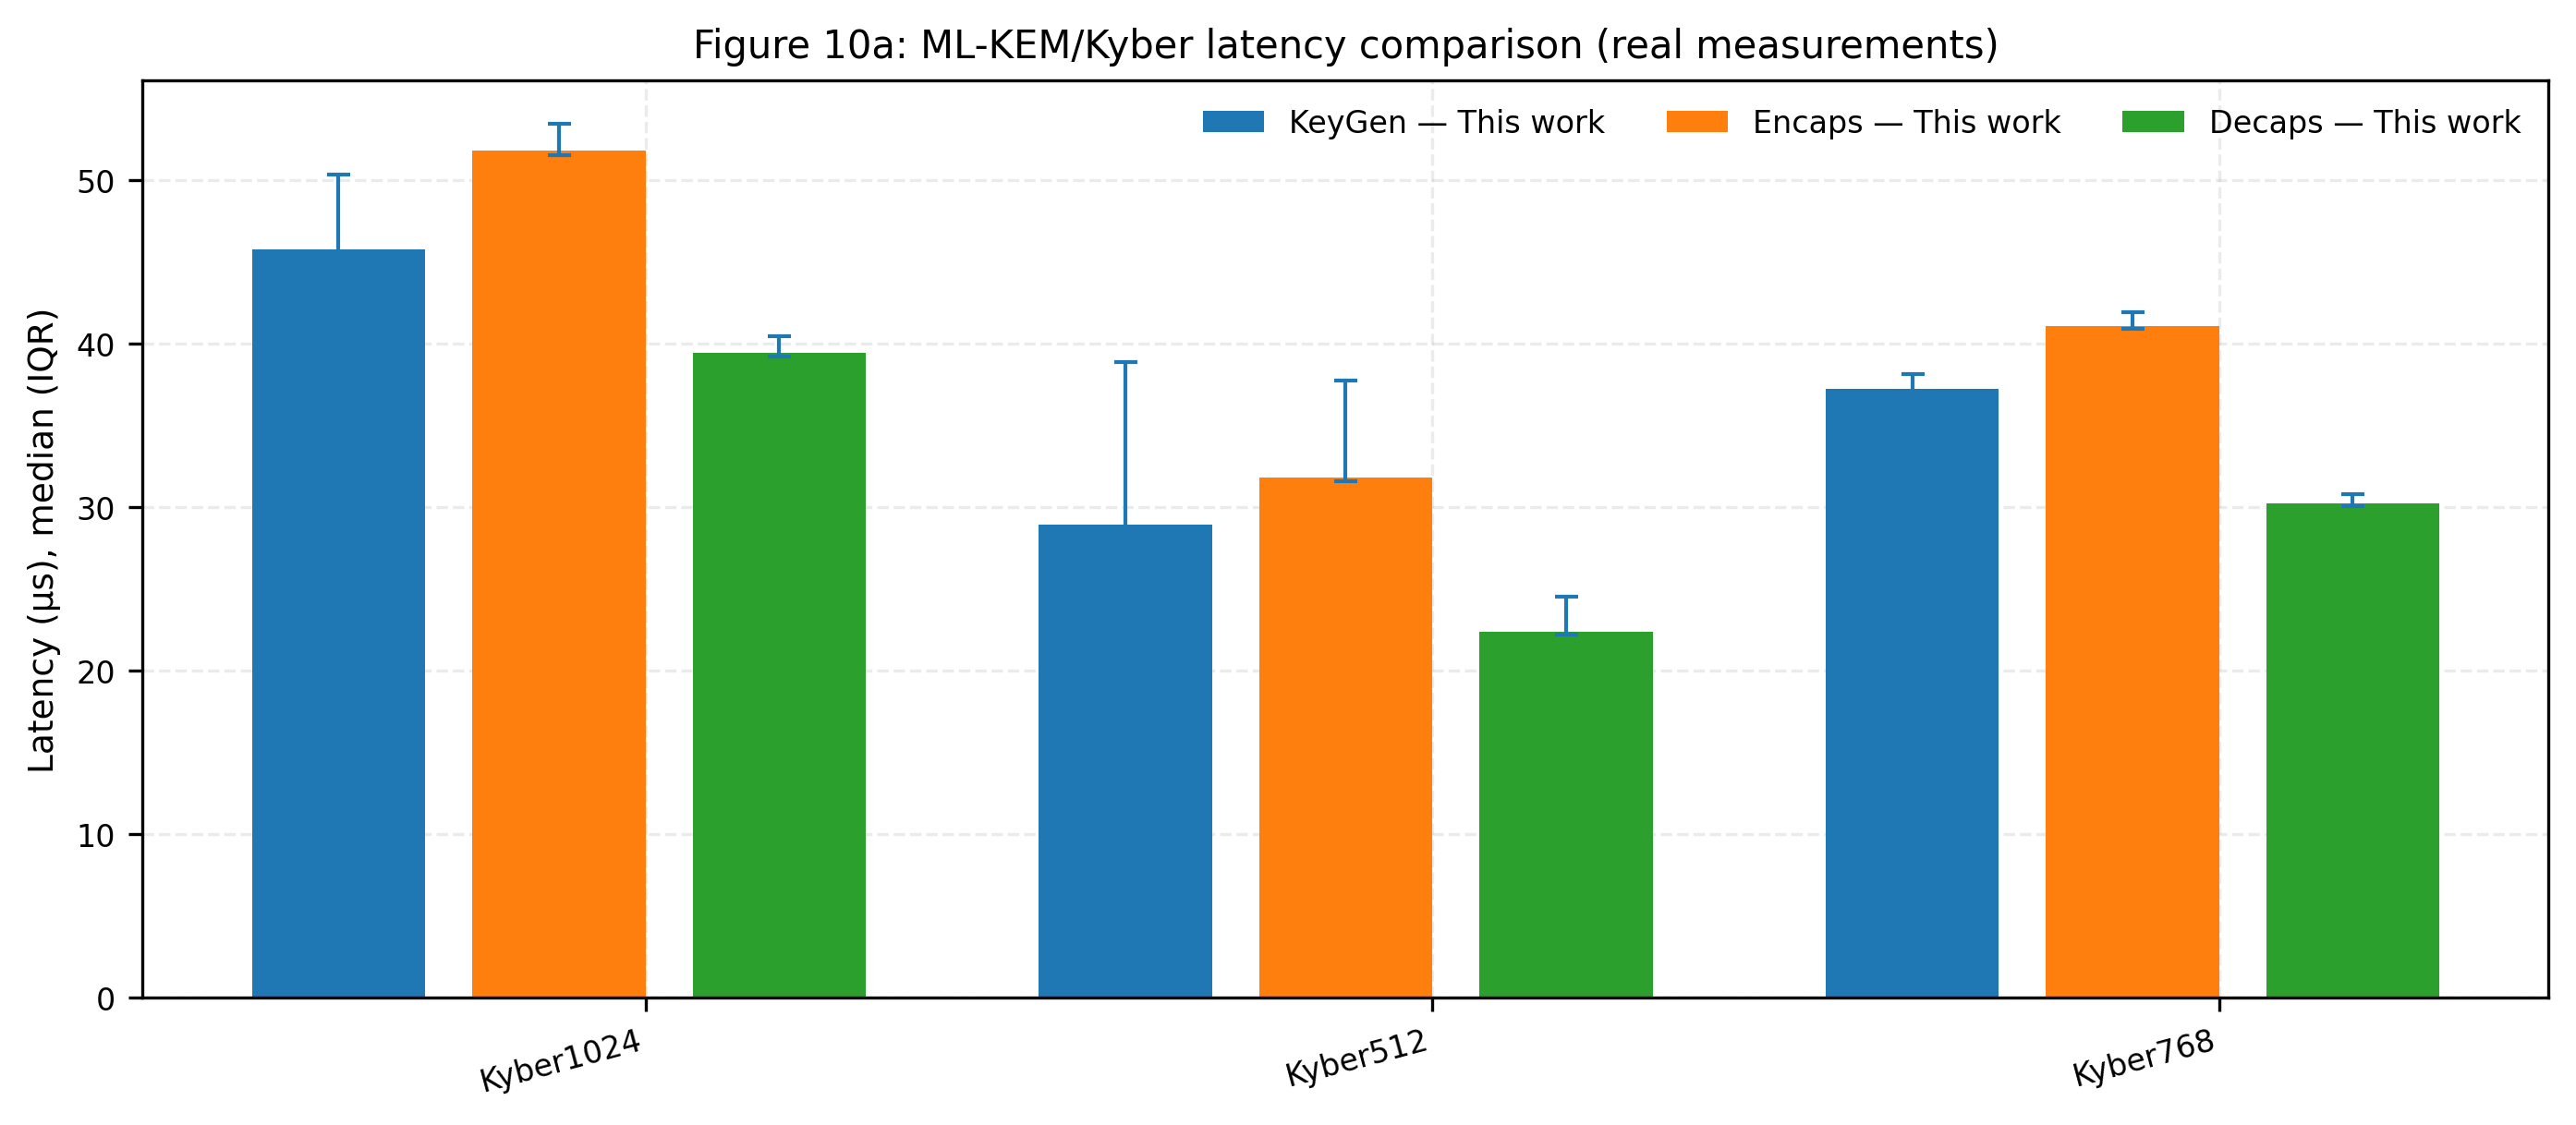 Figure 10a: ML-KEM/Kyber latency comparison (real measurements)
KeyGen — This work
Encaps — This work
Decaps — This work
Latency (µs), median (IQR)
50
40
30
20
10
0
Kyber1024
Kyber512
Kyber768